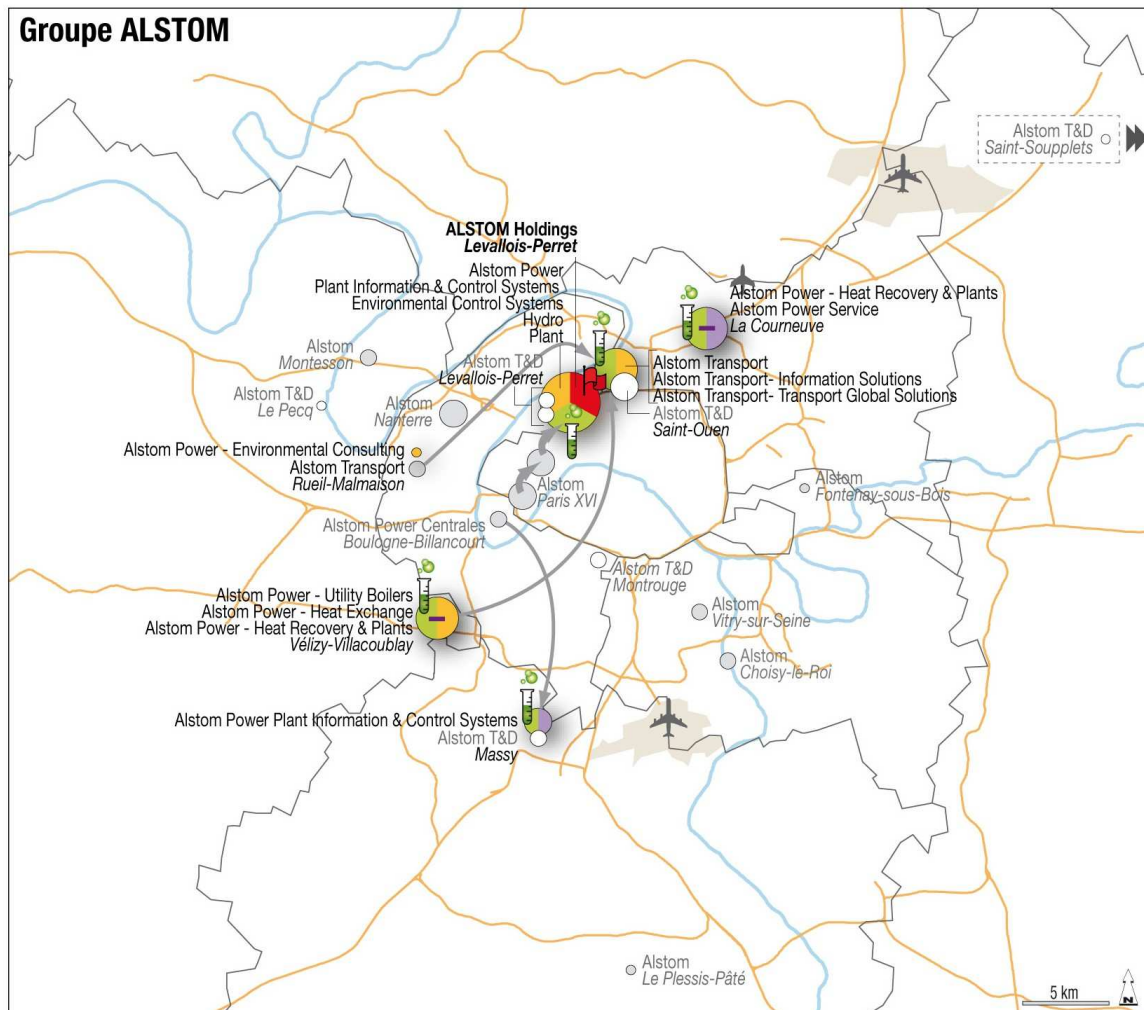 Groupe ALSTOM
Alstom T&D
Saint-Soupplets
ALSTOM Holdings
Levallois-Perret
Alstom Power
Plant Information & Control Systems
Environmental Control Systems
Hydro
Plant
Alstom T&D
Levallois-Perret
Alstom Power - Heat Recovery & Plants
Alstom Power Service
La Courneuve
Alstom
Montesson
Alstom T&D
Le Pecq
Alstom
Nanterre
Alstom Transport
Alstom Transport- Information Solutions
Alstom Transport- Transport Global Solutions
Alstom T&D
Saint-Ouen
Alstom Power - Environmental Consulting
Alstom Transport
Rueil-Malmaison
Alstom
Paris XVI
Alstom
Fontenay-sous-Bois
Alstom Power Centrales
Boulogne-Billancourt
Alstom T&D
Montrouge
Alstom Power - Utility Boilers
Alstom Power - Heat Exchange
Alstom Power - Heat Recovery & Plants
Vélizy-Villacoublay
Alstom
Vitry-sur-Seine
Alstom
Choisy-le-Roi
Alstom Power Plant Information & Control Systems
Alstom T&D
Massy
Alstom
Le Plessis-Pâté
5 km
N